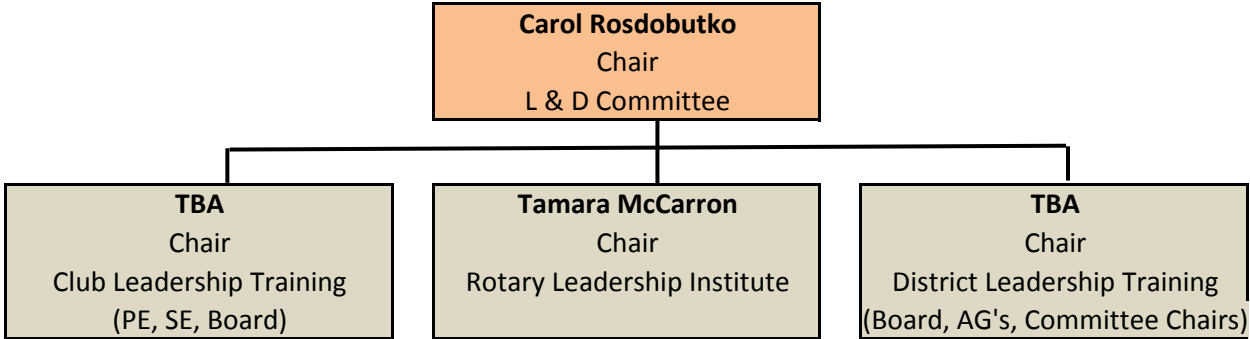 Carol Rosdobutko
Chair
L & D Committee
TBA
Chair
Club Leadership Training
(PE, SE, Board)
Tamara McCarron
Chair
Rotary Leadership Institute
TBA
Chair
District Leadership Training
(Board, AG's, Committee Chairs)